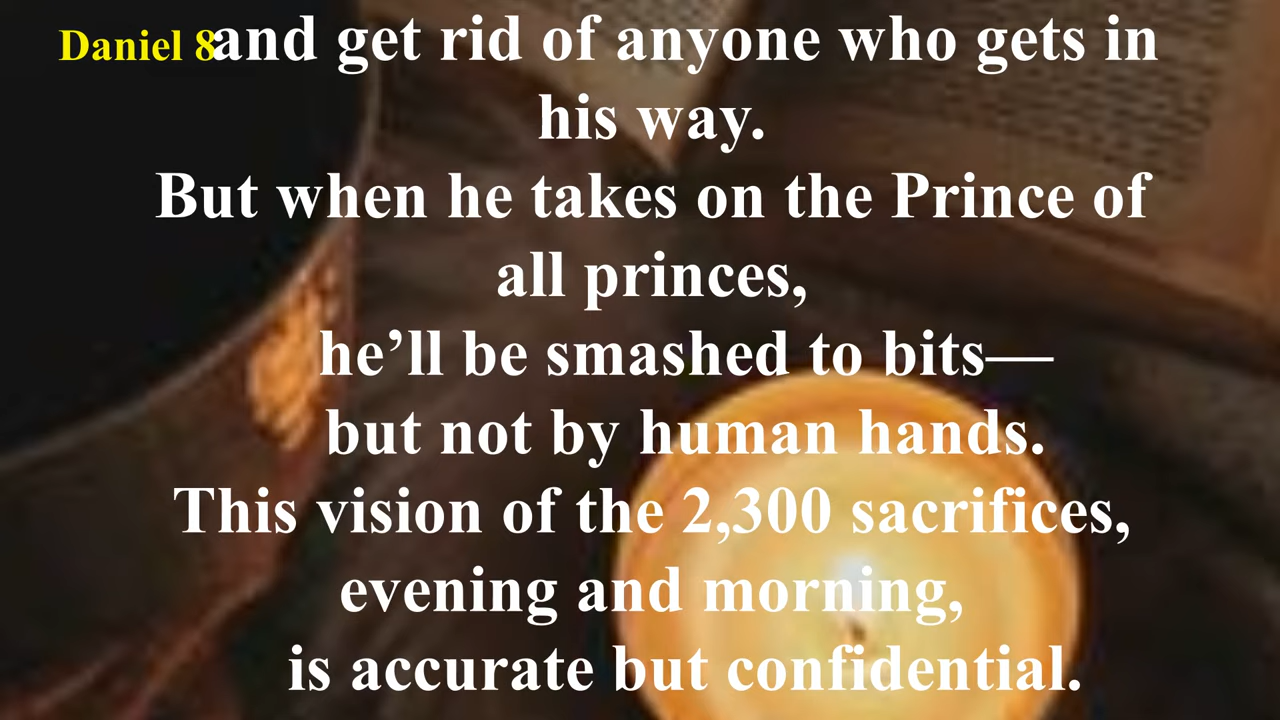 Daniel 8
and get rid of anyone who gets in
his way.
But when he takes on the Prince of
all princes,
he’ll be smashed to bits—
but not by human hands.
This vision of the 2,300 sacrifices,
evening and morning,
is accurate but confidential.